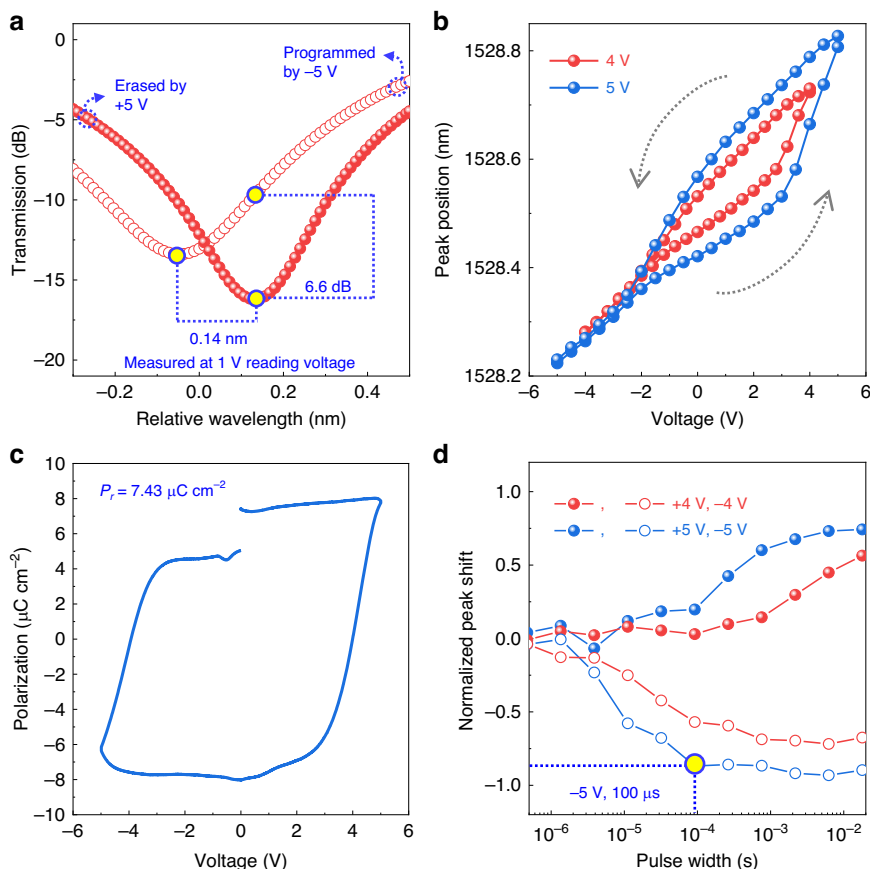 a
0
−5
−10
−15
−20
Transmission (dB)
Erased by
+5 V
Programmed
by −5 V
6.6 dB
0.14 nm
Measured at 1 V reading voltage
−0.2
0.0
0.2
0.4
Relative wavelength (nm)
b
1528.8
1528.6
1528.4
1528.2
Peak position (nm)
4 V
5 V
−6
−4
−2
0
2
4
6
Voltage (V)
c
10
8
6
4
2
0
−2
−4
−6
−8
−10
Polarization (μC cm−2)
Pr = 7.43 μC cm−2
−6
−4
−2
0
2
4
6
Voltage (V)
d
1.0
0.5
0.0
−0.5
−1.0
Normalized peak shift
, +4 V, −4 V
, +5 V, −5 V
−5 V, 100 μs
10−6
10−5
10−4
10−3
10−2
Pulse width (s)